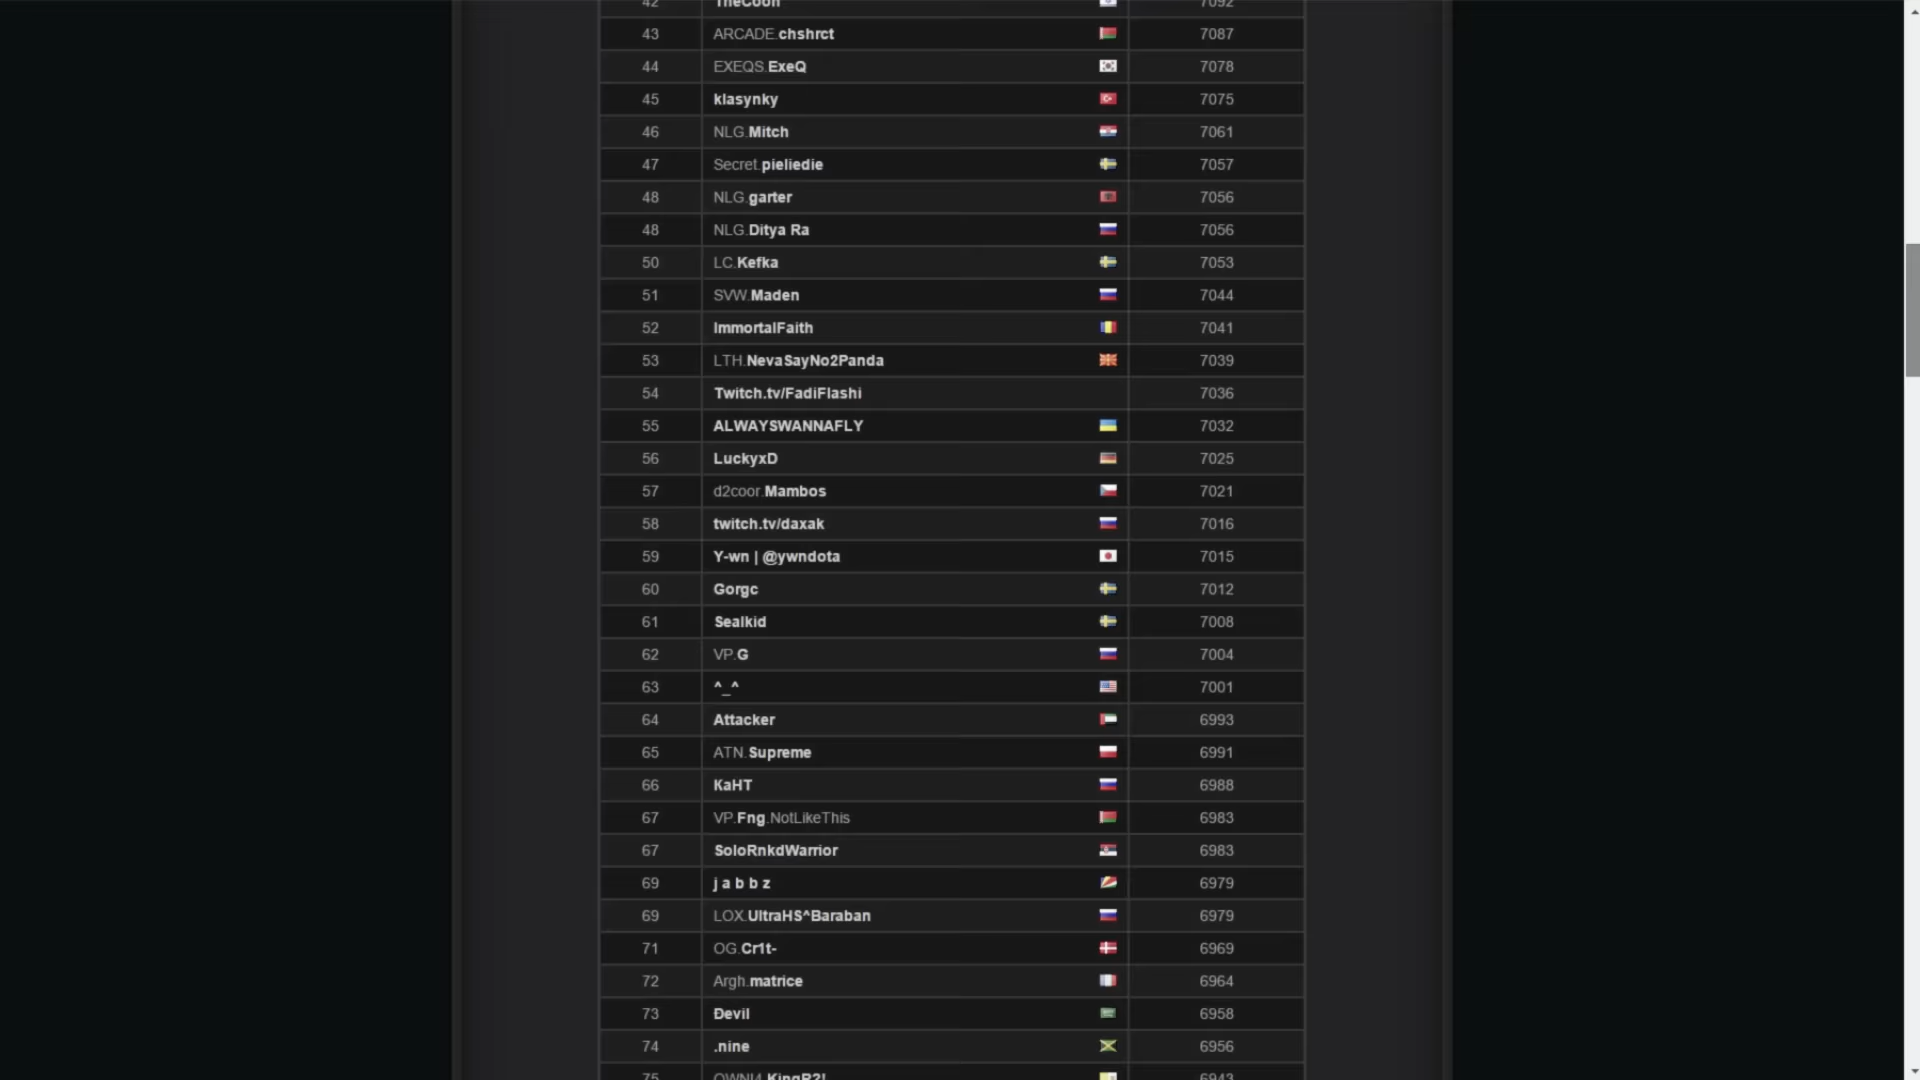 42 TheCoon 7092
43 ARCADE.chshrct 7087
44 EXEQS.ExeQ 7078
45 klasynky 7075
46 NLG.Mitch 7061
47 Secret.pieliedie 7057
48 NLG.garter 7056
48 NLG.Ditya Ra 7056
50 LC.Kefka 7053
51 SVW.Maden 7044
52 ImmortalFaith 7041
53 LTH.NevaSayNo2Panda 7039
54 Twitch.tv/FadiFlashi 7036
55 ALWAYSWANNAFLY 7032
56 LuckyxD 7025
57 d2coor.Mambos 7021
58 twitch.tv/daxak 7016
59 Y-wn | @ywndota 7015
60 Gorgc 7012
61 Sealkid 7008
62 VP.G 7004
63 ^_^ 7001
64 Attacker 6993
65 ATN.Supreme 6991
66 KaHT 6988
67 VP.Fng.NotLikeThis 6983
67 SoloRnkdWarrior 6983
69 j a b b z 6979
69 LOX.UltraHS^Baraban 6979
71 OG.Cr1t- 6969
72 Argh.matrice 6964
73 Ðevil 6958
74 .nine 6956
75 6943